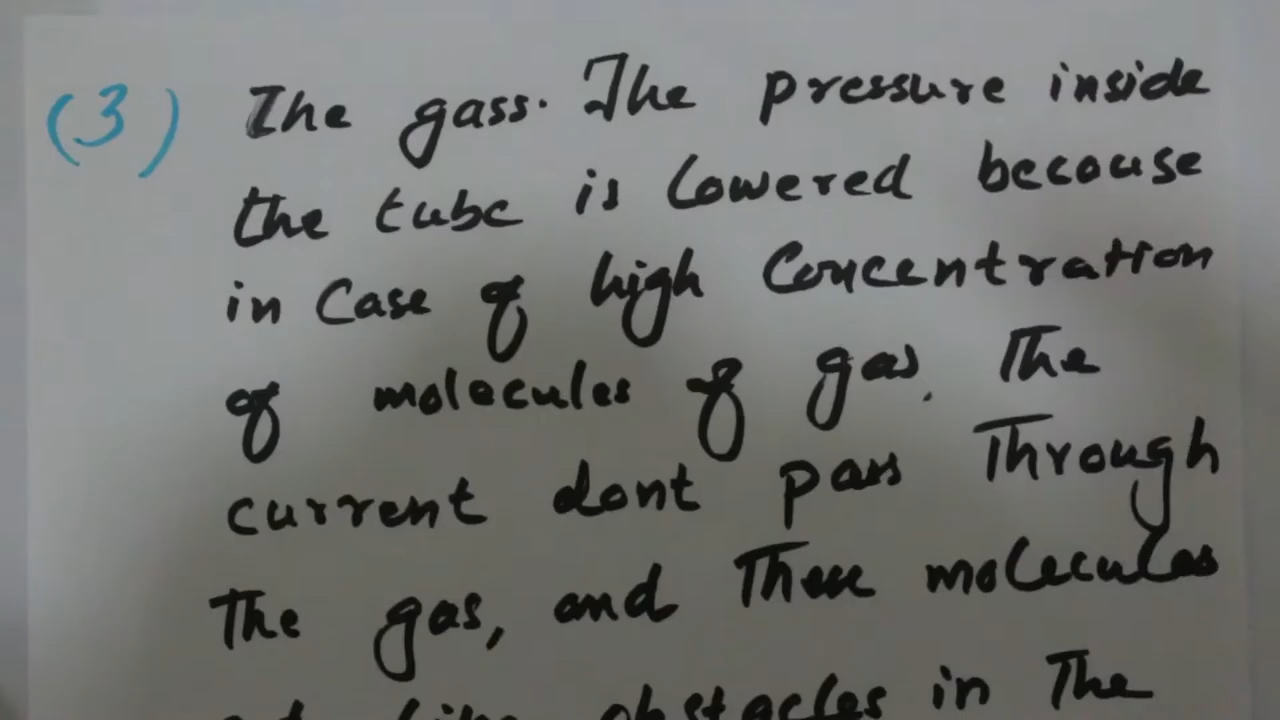 (3) The gass. The pressure inside
the tube is lowered becouse
in Case of high Concentration
of molecules of gas. The
current dont pass Through
The gas, and These molecules
obstacles in The